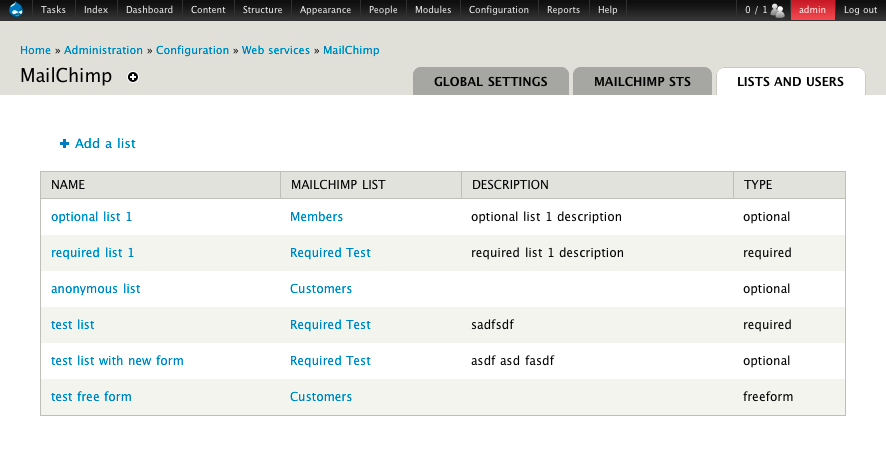 Tasks Index Dashboard Content Structure Appearance People Modules Configuration Reports Help 0 / 1 admin Log out
Home » Administration » Configuration » Web services » MailChimp
MailChimp
GLOBAL SETTINGS MAILCHIMP STS LISTS AND USERS
Add a list
NAME MAILCHIMP LIST DESCRIPTION TYPE
optional list 1 Members optional list 1 description optional
required list 1 Required Test required list 1 description required
anonymous list Customers optional
test list Required Test sadfsdf required
test list with new form Required Test asdf asd fasdf optional
test free form Customers freeform